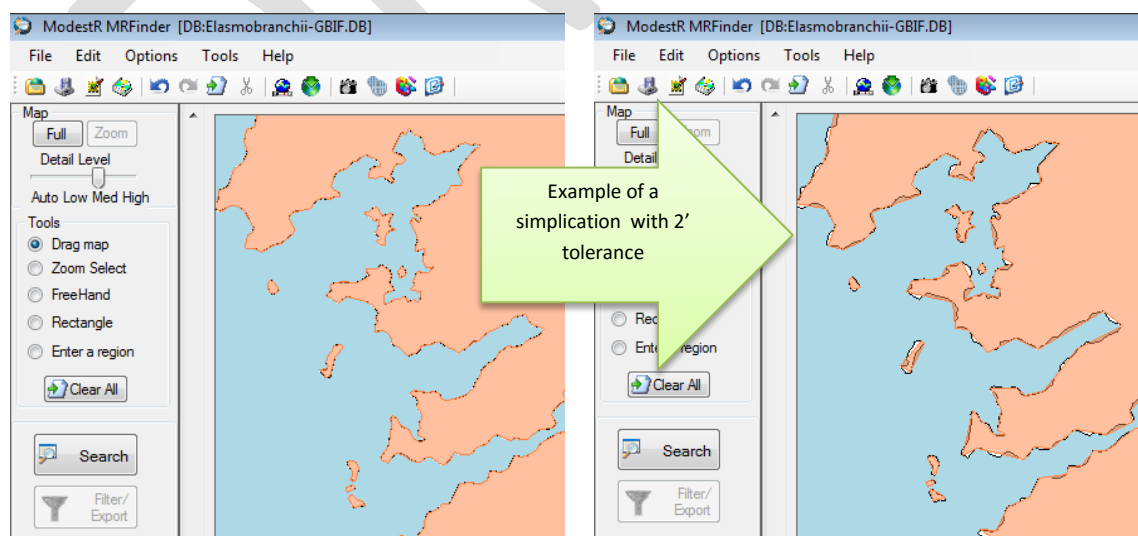 ModestR MRFinder [DB:Elasmobranchii-GBIF.DB]
File Edit Options Tools Help
Map
Full Zoom
Detail Level
Auto Low Med High
Tools
Drag map
Zoom Select
FreeHand
Rectangle
Enter a region
Clear All
Search
Filter/
Export
Example of a
simplication with 2’
tolerance
ModestR MRFinder [DB:Elasmobranchii-GBIF.DB]
File Edit Options Tools Help
Map
Full
Detail
Clear All
Search
Filter/
Export